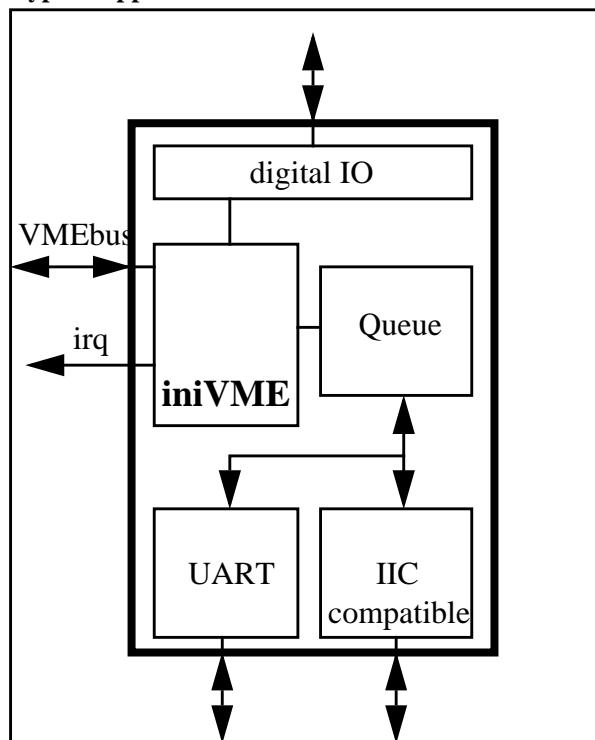 digital IO
VMEbus
Queue
irq
iniVME
UART
IIC
compatible